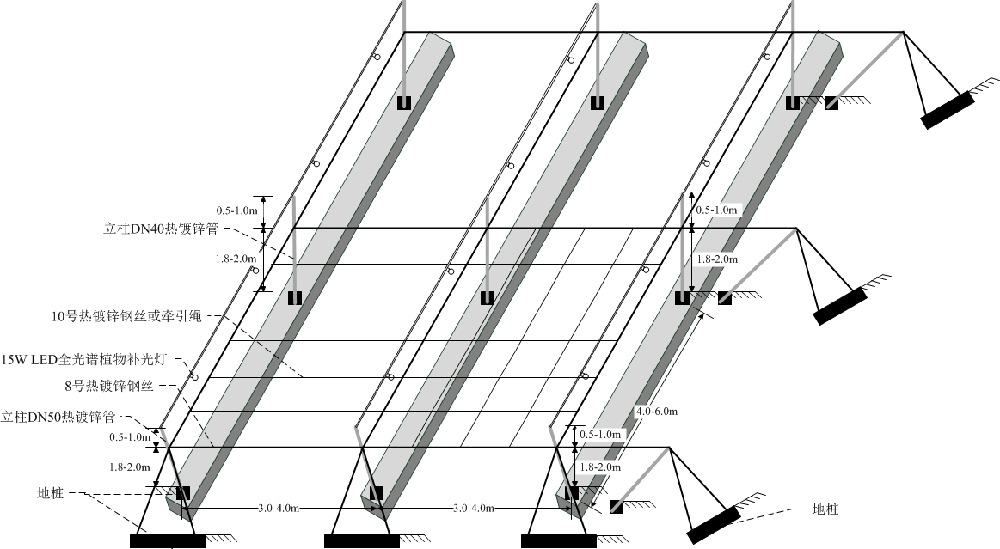 0.5-1.0m
0.5-1.0m
立柱DN40热镀锌管
1.8-2.0m
1.8-2.0m
10号热镀锌钢丝或牵引绳
15W LED全光谱植物补光灯
8号热镀锌钢丝
4.0-6.0m
立柱DN50热镀锌管
0.5-1.0m
0.5-1.0m
1.8-2.0m
1.8-2.0m
地桩
3.0-4.0m
3.0-4.0m
地桩